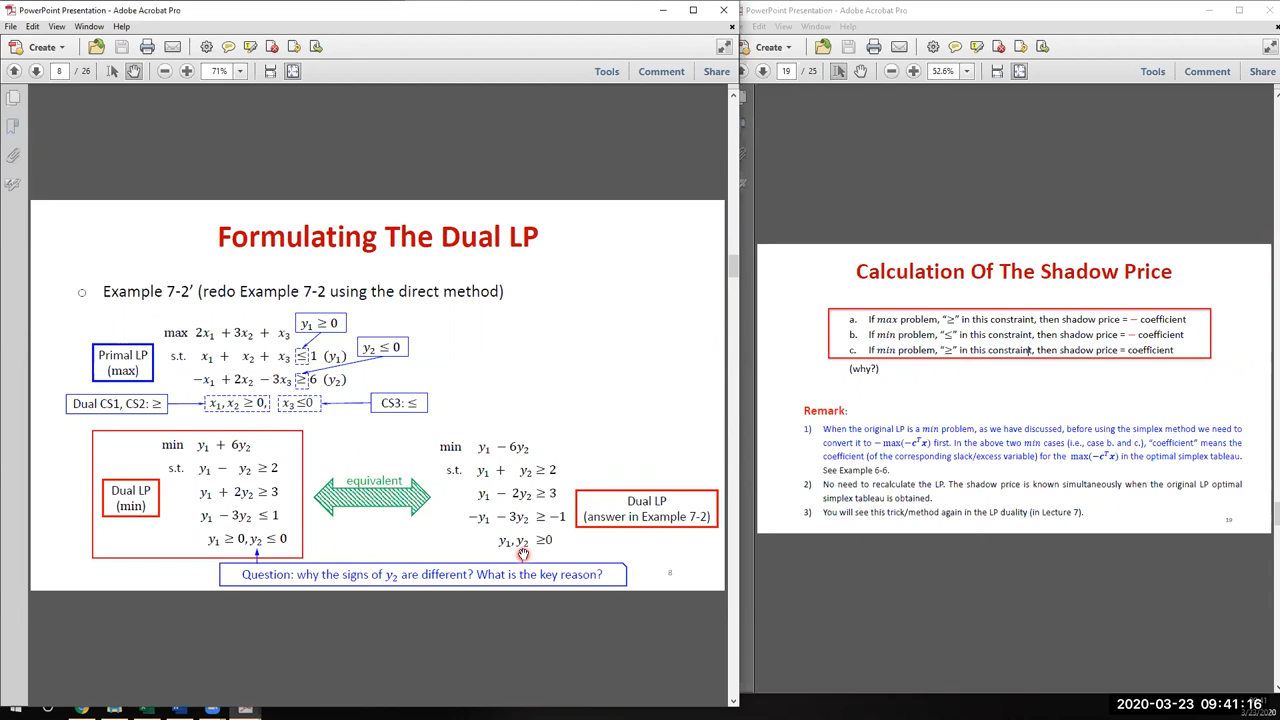 PowerPoint Presentation - Adobe Acrobat Pro
File Edit View Window Help
Create
8 / 26
71%
Tools Comment Share
Formulating The Dual LP
Example 7-2’ (redo Example 7-2 using the direct method)
y₁ ≥ 0
max 2x₁ + 3x₂ + x₃
y₂ ≤ 0
Primal LP
(max)
s.t. x₁ + x₂ + x₃ ≤ 1 (y₁)
−x₁ + 2x₂ − 3x₃ ≥ 6 (y₂)
Dual CS1, CS2: ≥
x₁, x₂ ≥ 0, x₃ ≤0
CS3: ≤
min y₁ + 6y₂
s.t. y₁ − y₂ ≥ 2
y₁ + 2y₂ ≥ 3
y₁ − 3y₂ ≤ 1
y₁ ≥ 0, y₂ ≤ 0
Dual LP
(min)
equivalent
min y₁ − 6y₂
s.t. y₁ + y₂ ≥ 2
y₁ − 2y₂ ≥ 3
−y₁ − 3y₂ ≥ −1
y₁, y₂ ≥0
Dual LP
(answer in Example 7-2)
Question: why the signs of y₂ are different? What is the key reason?
8
PowerPoint Presentation - Adobe Acrobat Pro
Edit View Window Help
Create
19 / 25
52.6%
Tools Comment Share
Calculation Of The Shadow Price
a. If max problem, “≥” in this constraint, then shadow price = − coefficient
b. If min problem, “≤” in this constraint, then shadow price = − coefficient
c. If min problem, “≥” in this constraint, then shadow price = coefficient
(why?)
Remark:
1) When the original LP is a min problem, as we have discussed, before using the simplex method we need to
convert it to − max(−cᵀx) first. In the above two min cases (i.e., case b. and c.), “coefficient” means the
coefficient (of the corresponding slack/excess variable) for the max(−cᵀx) in the optimal simplex tableau.
See Example 6-6.
2) No need to recalculate the LP. The shadow price is known simultaneously when the original LP optimal
simplex tableau is obtained.
3) You will see this trick/method again in the LP duality (in Lecture 7).
19
2020-03-23 09:41:16
3/23/2020